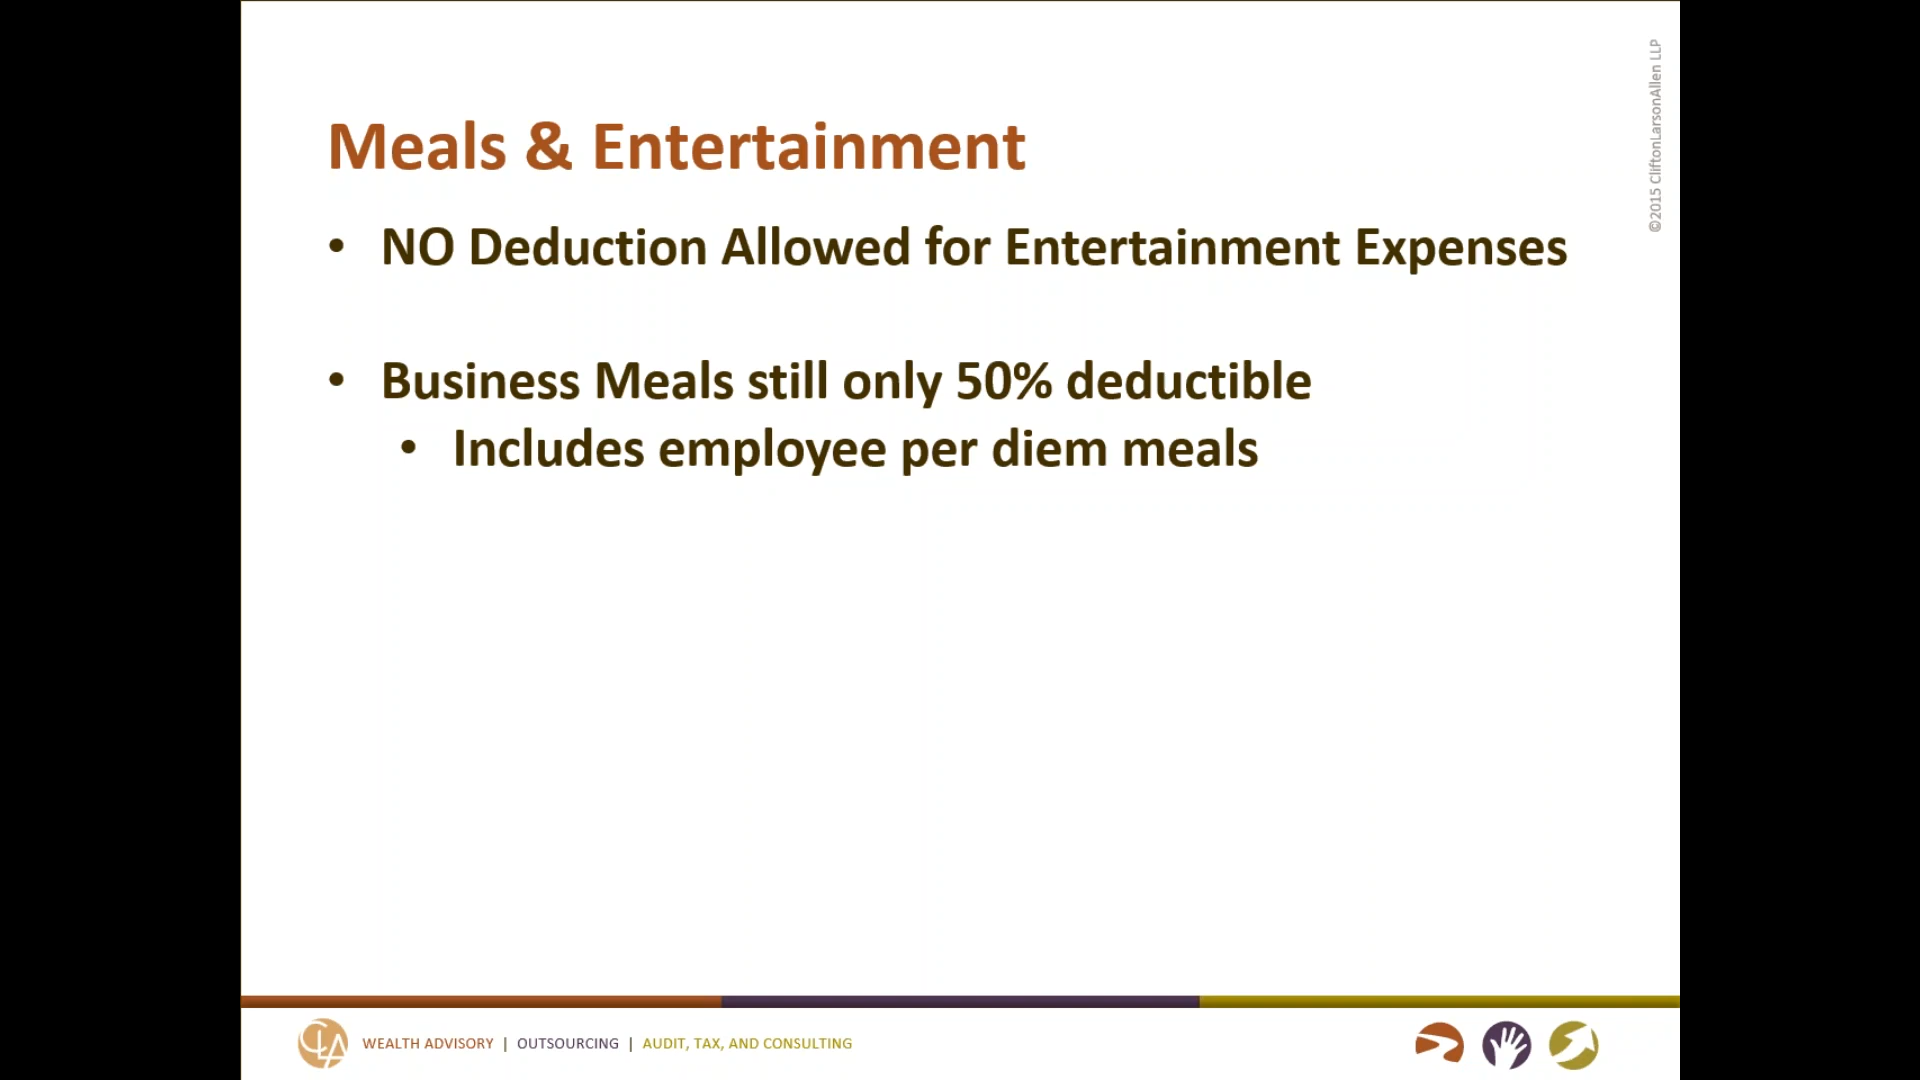 Meals & Entertainment
• NO Deduction Allowed for Entertainment Expenses
• Business Meals still only 50% deductible
• Includes employee per diem meals
©2015 CliftonLarsonAllen LLP
CLA
WEALTH ADVISORY | OUTSOURCING | AUDIT, TAX, AND CONSULTING